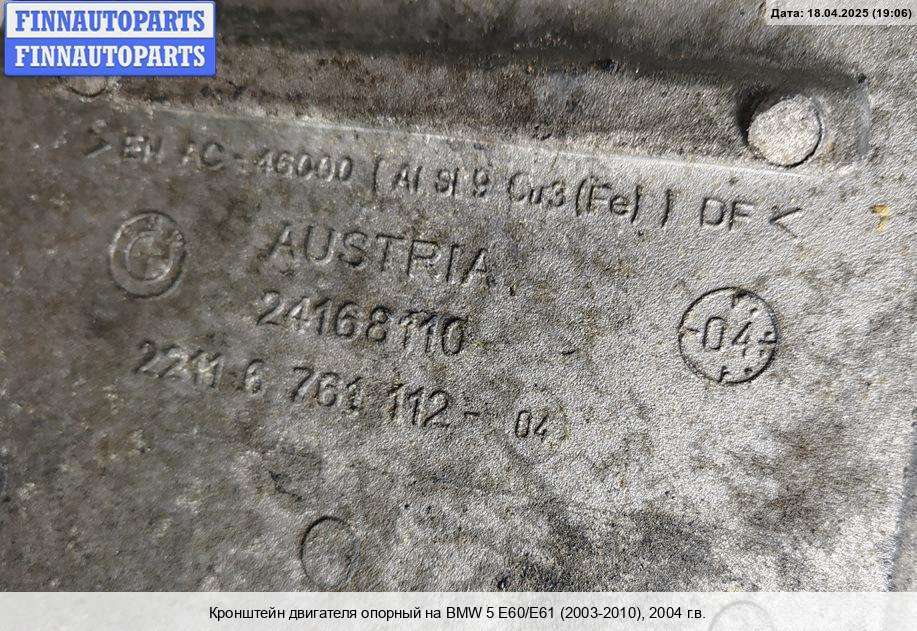 FINNAUTOPARTS
FINNAUTOPARTS
Дата: 18.04.2025 (19:06)
> EN AC-46000 ( Al Si 9 Cu3 (Fe) ) DF <
AUSTRIA
24168110
04
2211 6 761 112 - 04
Кронштейн двигателя опорный на BMW 5 E60/E61 (2003-2010), 2004 г.в.